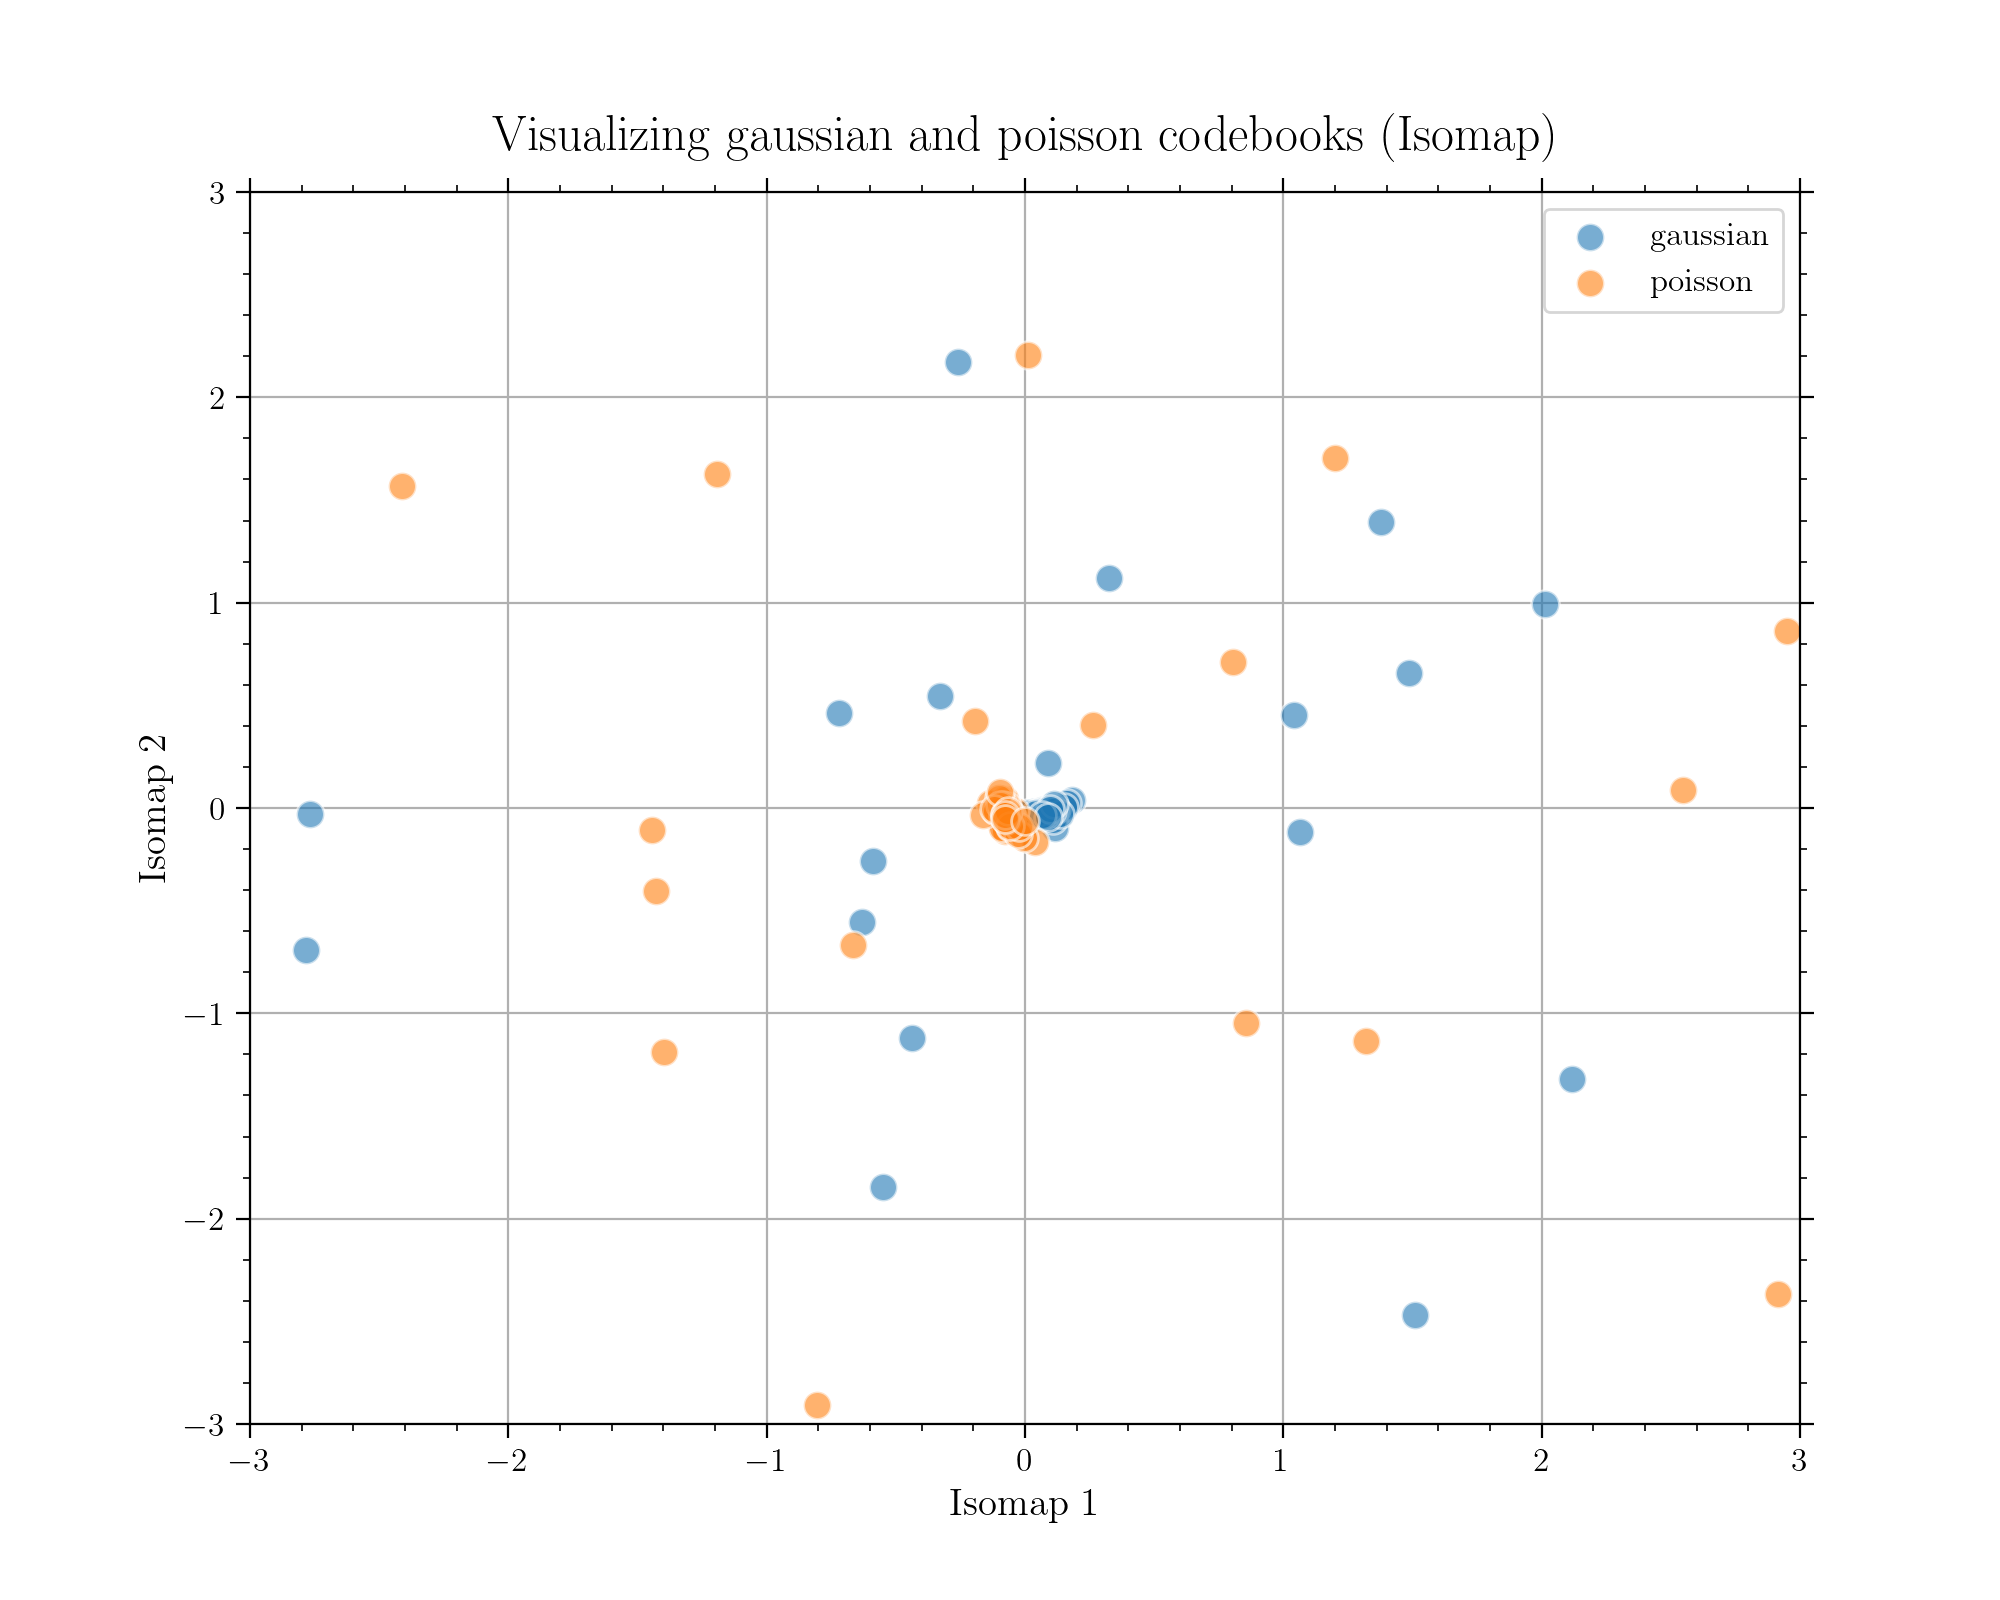 Visualizing gaussian and poisson codebooks (Isomap)
gaussian
poisson
3
2
1
0
−1
−2
−3
Isomap 2
−3 −2 −1 0 1 2 3
Isomap 1